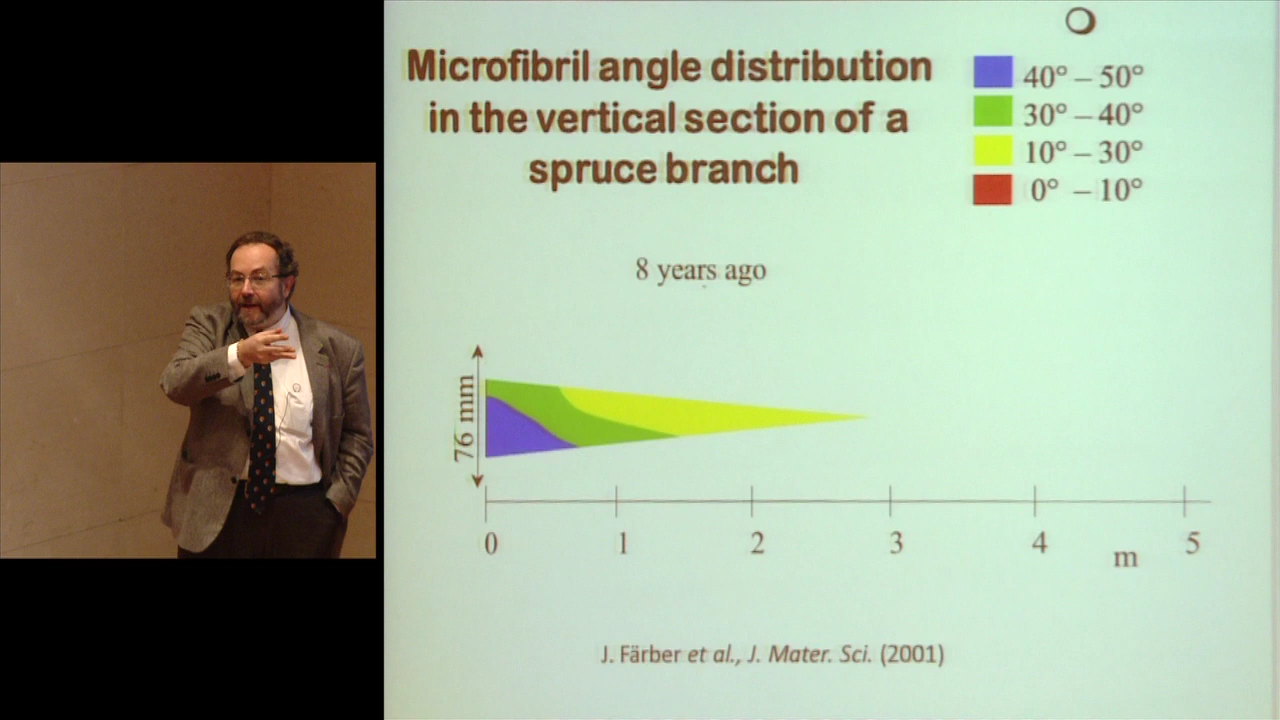 Microfibril angle distribution
in the vertical section of a
spruce branch
40° – 50°
30° – 40°
10° – 30°
0° – 10°
8 years ago
76 mm
0 1 2 3 4 m 5
J. Färber et al., J. Mater. Sci. (2001)